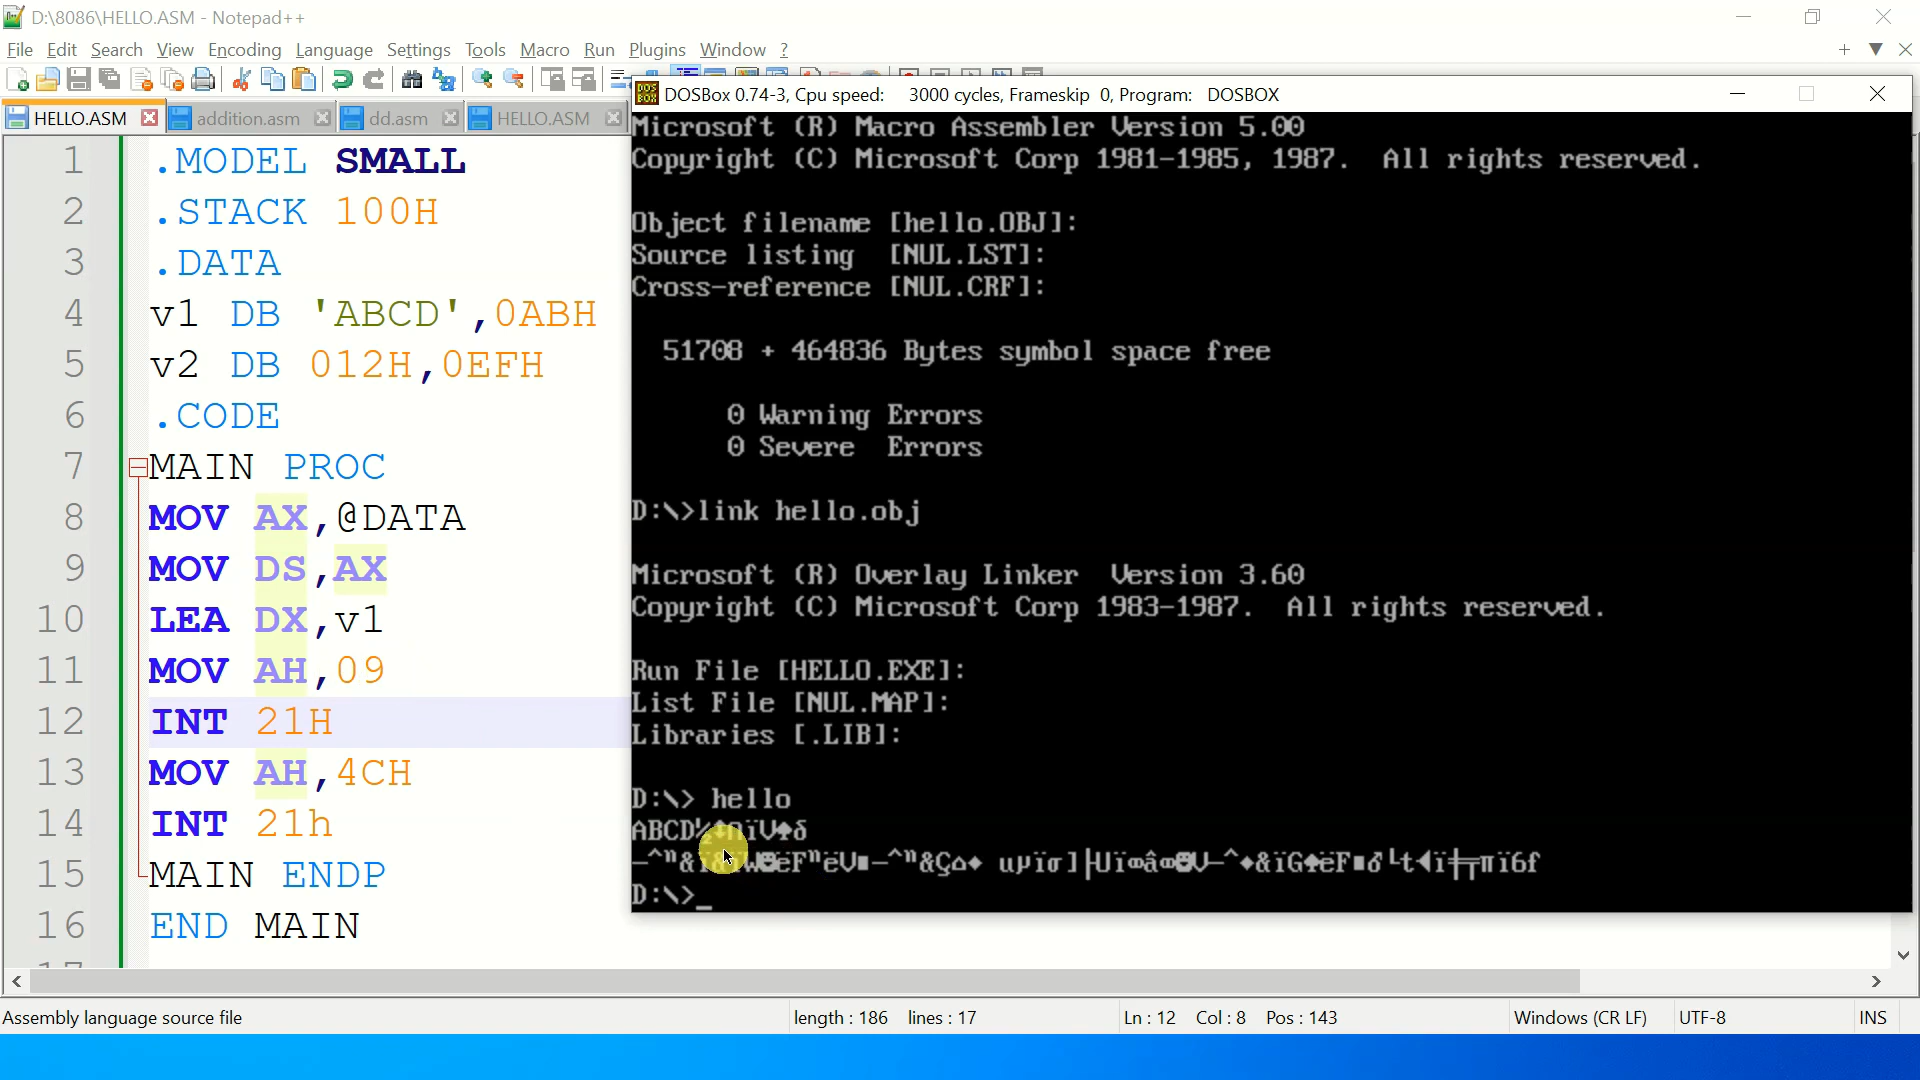 D:\8086\HELLO.ASM - Notepad++
File Edit Search View Encoding Language Settings Tools Macro Run Plugins Window ?
HELLO.ASM addition.asm dd.asm HELLO.ASM
1 .MODEL SMALL
2 .STACK 100H
3 .DATA
4 v1 DB 'ABCD',0ABH
5 v2 DB 012H,0EFH
6 .CODE
7 MAIN PROC
8 MOV AX,@DATA
9 MOV DS,AX
10 LEA DX,v1
11 MOV AH,09
12 INT 21H
13 MOV AH,4CH
14 INT 21h
15 MAIN ENDP
16 END MAIN
DOSBox 0.74-3, Cpu speed: 3000 cycles, Frameskip 0, Program: DOSBOX
Microsoft (R) Macro Assembler Version 5.00
Copyright (C) Microsoft Corp 1981-1985, 1987. All rights reserved.
Object filename [hello.OBJ]:
Source listing [NUL.LST]:
Cross-reference [NUL.CRF]:
51708 + 464836 Bytes symbol space free
0 Warning Errors
0 Severe Errors
D:\>link hello.obj
Microsoft (R) Overlay Linker Version 3.60
Copyright (C) Microsoft Corp 1983-1987. All rights reserved.
Run File [HELLO.EXE]:
List File [NUL.MAP]:
Libraries [.LIB]:
D:\> hello
ABCD½
D:\>_
Assembly language source file length : 186 lines : 17 Ln : 12 Col : 8 Pos : 143 Windows (CR LF) UTF-8 INS